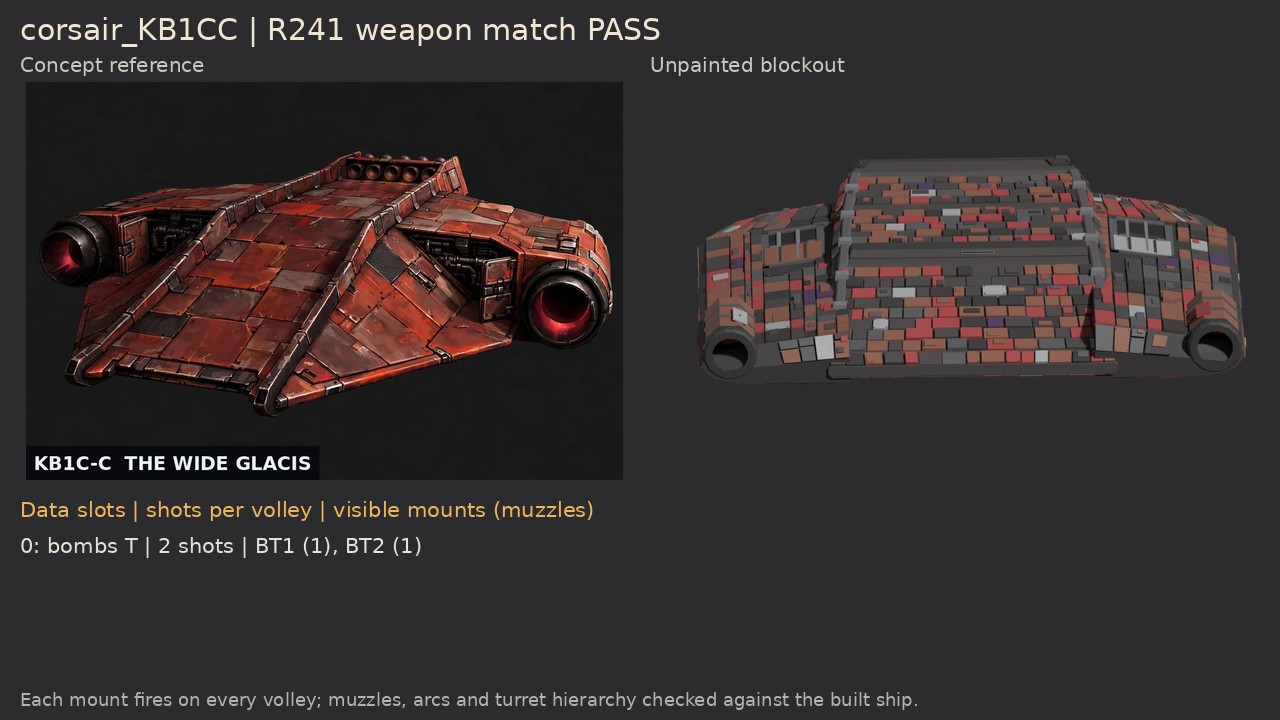 corsair_KB1CC | R241 weapon match PASS
Concept reference
Unpainted blockout
KB1C-C THE WIDE GLACIS
Data slots | shots per volley | visible mounts (muzzles)
0: bombs T | 2 shots | BT1 (1), BT2 (1)
Each mount fires on every volley; muzzles, arcs and turret hierarchy checked against the built ship.